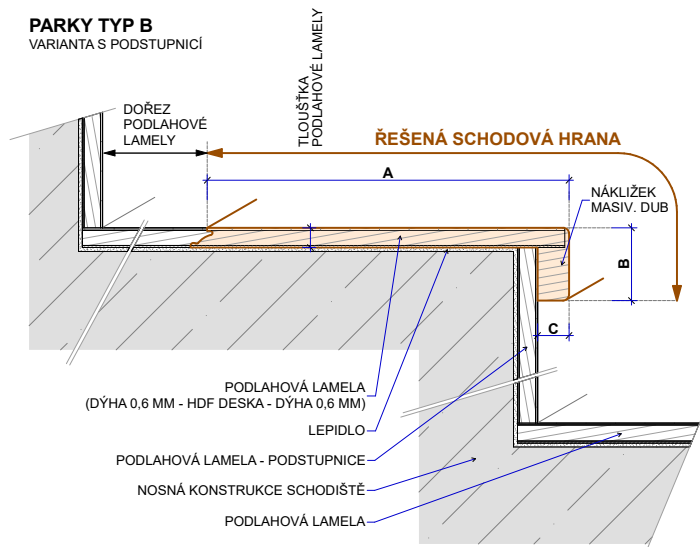 PARKY TYP B
VARIANTA S PODSTUPNICÍ
DOŘEZ
PODLAHOVÉ
LAMELY
TLOUŠŤKA
PODLAHOVÉ LAMELY
ŘEŠENÁ SCHODOVÁ HRANA
A
NÁKLIŽEK
MASIV. DUB
B
C
PODLAHOVÁ LAMELA
(DÝHA 0,6 MM - HDF DESKA - DÝHA 0,6 MM)
LEPIDLO
PODLAHOVÁ LAMELA - PODSTUPNICE
NOSNÁ KONSTRUKCE SCHODIŠTĚ
PODLAHOVÁ LAMELA